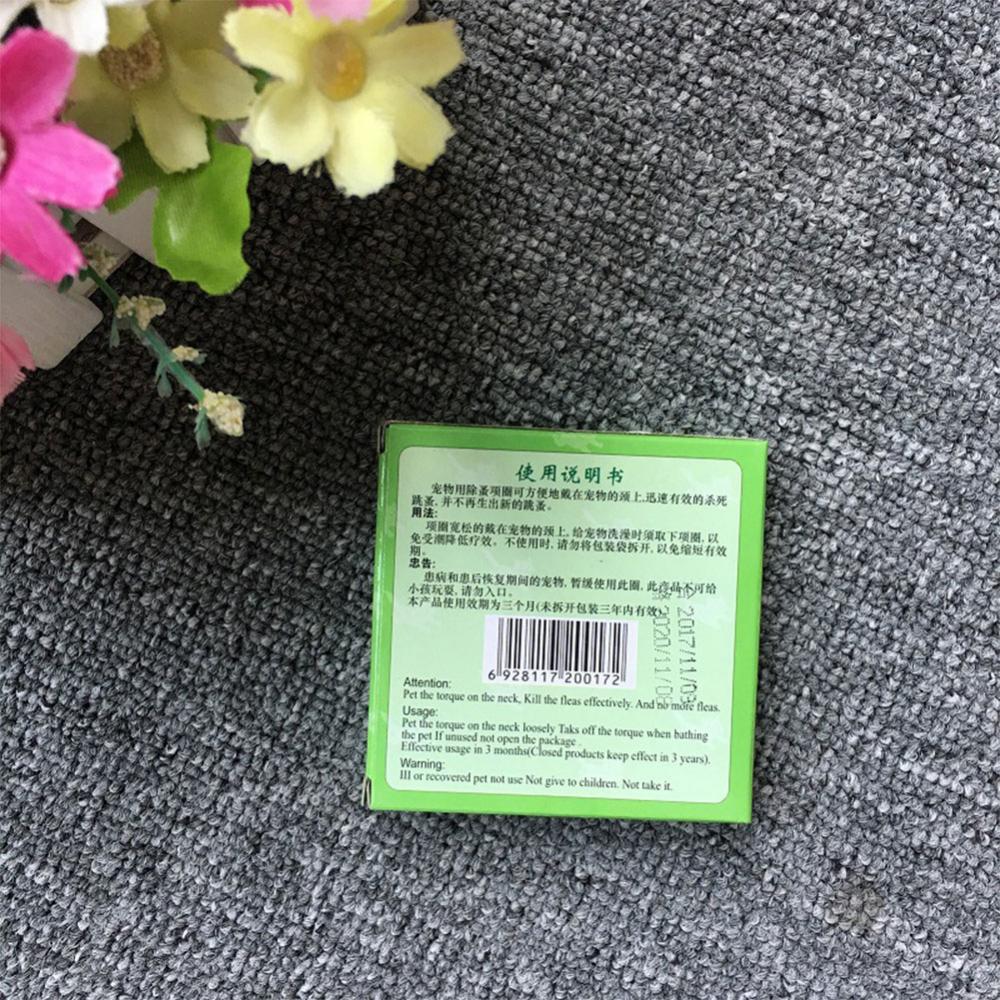 使用说明书
宠物用除蚤项圈可方便地戴在宠物的颈上,迅速有效的杀死
跳蚤,并不再生出新的跳蚤。
用法:
项圈宽松的戴在宠物的颈上,给宠物洗澡时须取下项圈,以
免受潮降低疗效。不使用时,请勿将包装袋拆开,以免缩短有效
期。
忠告:
患病和患后恢复期间的宠物,暂缓使用此圈,此产品不可给
小孩玩耍,请勿入口。
本产品使用效期为三个月(未拆开包装三年内有效)
2017/11/09
2020/11/08
6 928117 200172
Attention:
Pet the torque on the neck, Kill the fleas effectively. And no more fleas.
Usage:
Pet the torque on the neck loosely Taks off the torque when bathing
the pet If unused not open the package .
Effective usage in 3 months(Closed products keep effect in 3 years).
Warning:
III or recovered pet not use Not give to children. Not take it.